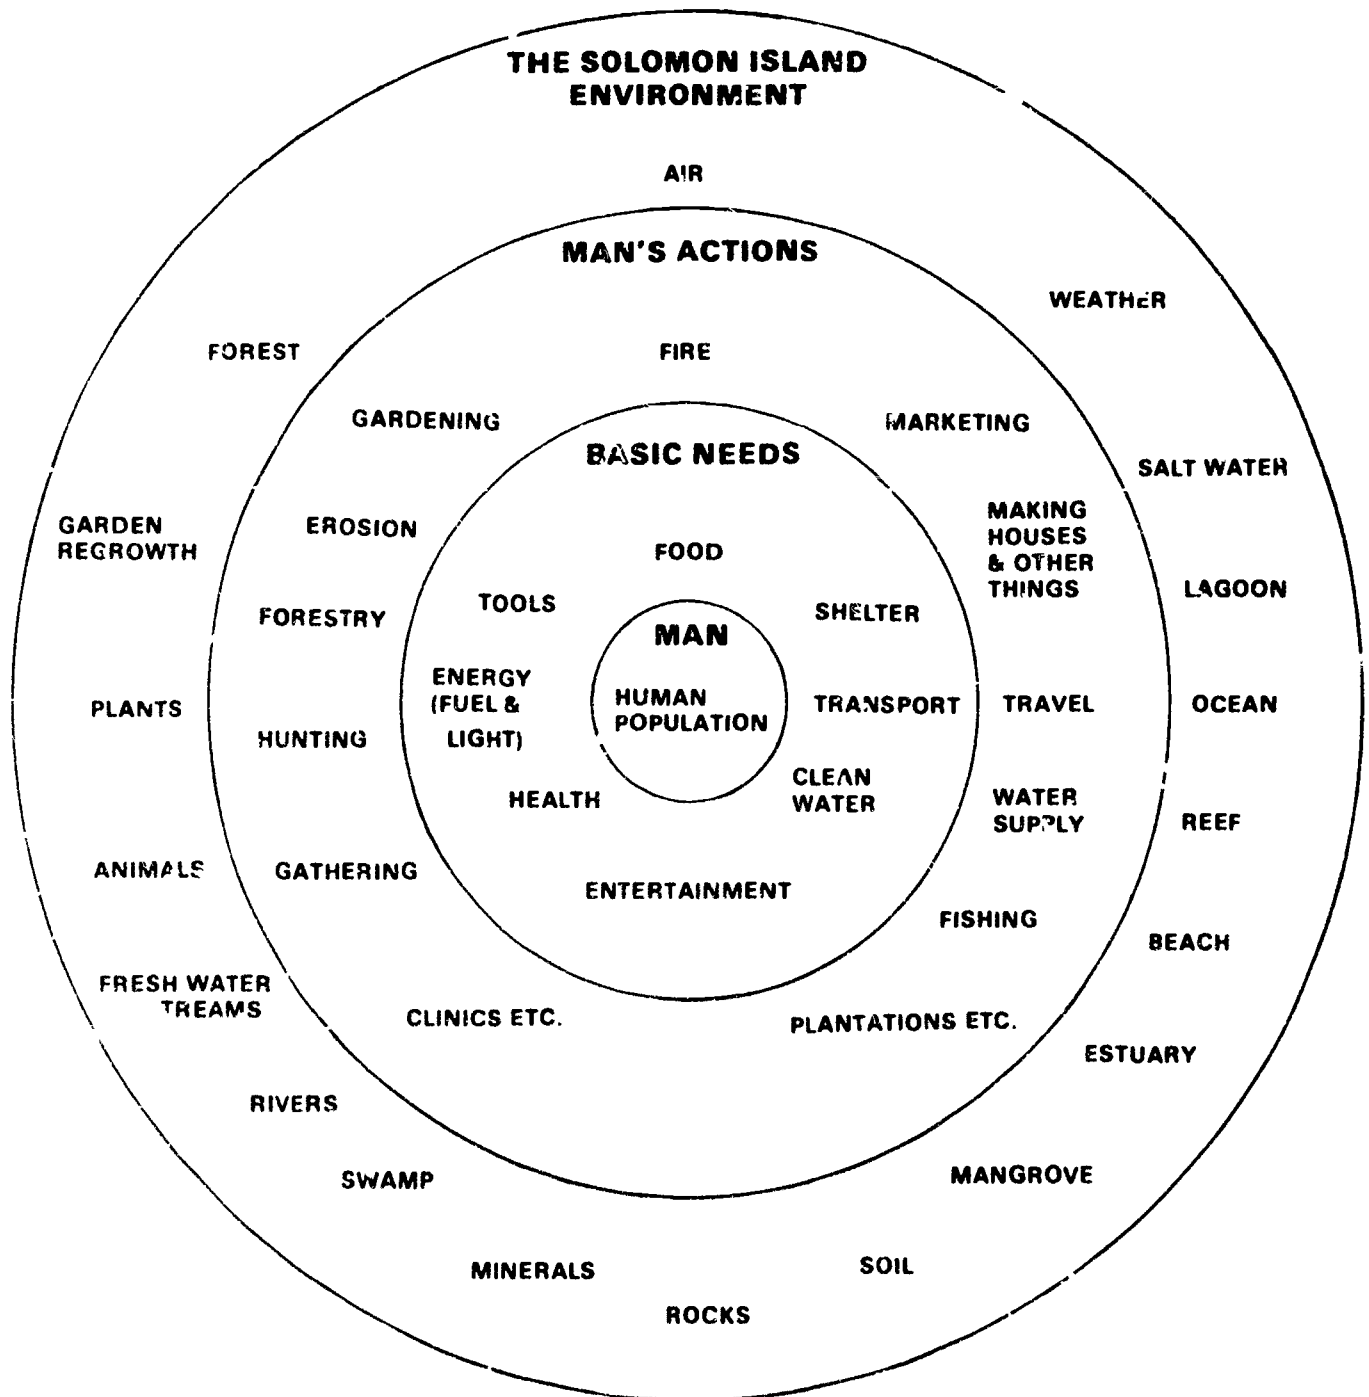 THE SOLOMON ISLAND
ENVIRONMENT
AIR
WEATHER
SALT WATER
LAGOON
OCEAN
REEF
BEACH
ESTUARY
MANGROVE
SOIL
ROCKS
MINERALS
SWAMP
RIVERS
FRESH WATER
TREAMS
ANIMALS
PLANTS
GARDEN
REGROWTH
FOREST
MAN'S ACTIONS
FIRE
MARKETING
MAKING
HOUSES
& OTHER
THINGS
TRAVEL
WATER
SUPPLY
FISHING
PLANTATIONS ETC.
CLINICS ETC.
GATHERING
HUNTING
FORESTRY
EROSION
GARDENING
BASIC NEEDS
FOOD
SHELTER
TRANSPORT
CLEAN
WATER
ENTERTAINMENT
HEALTH
ENERGY
(FUEL &
LIGHT)
TOOLS
MAN
HUMAN
POPULATION